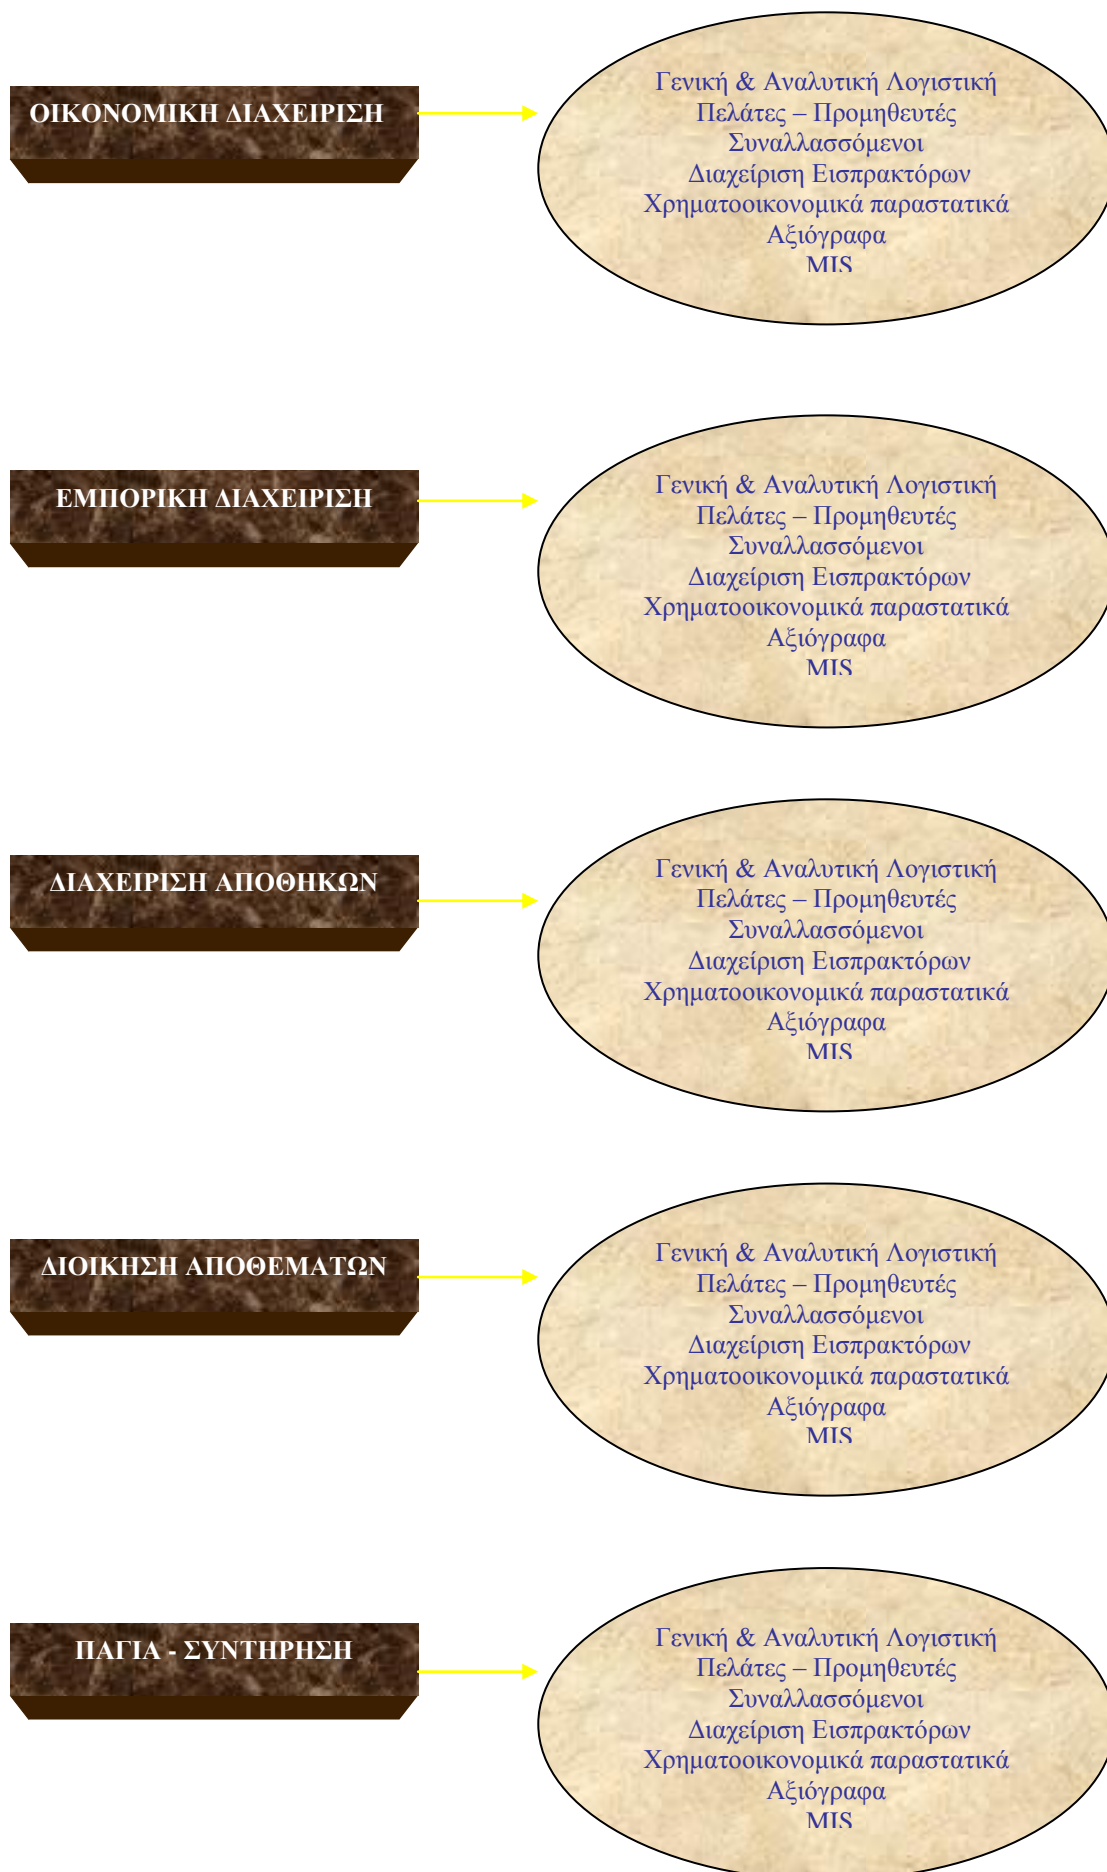 ΟΙΚΟΝΟΜΙΚΗ ΔΙΑΧΕΙΡΙΣΗ
Γενική & Αναλυτική Λογιστική
Πελάτες – Προμηθευτές
Συναλλασσόμενοι
Διαχείριση Εισπρακτόρων
Χρηματοοικονομικά παραστατικά
Αξιόγραφα
MIS
ΕΜΠΟΡΙΚΗ ΔΙΑΧΕΙΡΙΣΗ
Γενική & Αναλυτική Λογιστική
Πελάτες – Προμηθευτές
Συναλλασσόμενοι
Διαχείριση Εισπρακτόρων
Χρηματοοικονομικά παραστατικά
Αξιόγραφα
MIS
ΔΙΑΧΕΙΡΙΣΗ ΑΠΟΘΗΚΩΝ
Γενική & Αναλυτική Λογιστική
Πελάτες – Προμηθευτές
Συναλλασσόμενοι
Διαχείριση Εισπρακτόρων
Χρηματοοικονομικά παραστατικά
Αξιόγραφα
MIS
ΔΙΟΙΚΗΣΗ ΑΠΟΘΕΜΑΤΩΝ
Γενική & Αναλυτική Λογιστική
Πελάτες – Προμηθευτές
Συναλλασσόμενοι
Διαχείριση Εισπρακτόρων
Χρηματοοικονομικά παραστατικά
Αξιόγραφα
MIS
ΠΑΓΙΑ - ΣΥΝΤΗΡΗΣΗ
Γενική & Αναλυτική Λογιστική
Πελάτες – Προμηθευτές
Συναλλασσόμενοι
Διαχείριση Εισπρακτόρων
Χρηματοοικονομικά παραστατικά
Αξιόγραφα
MIS